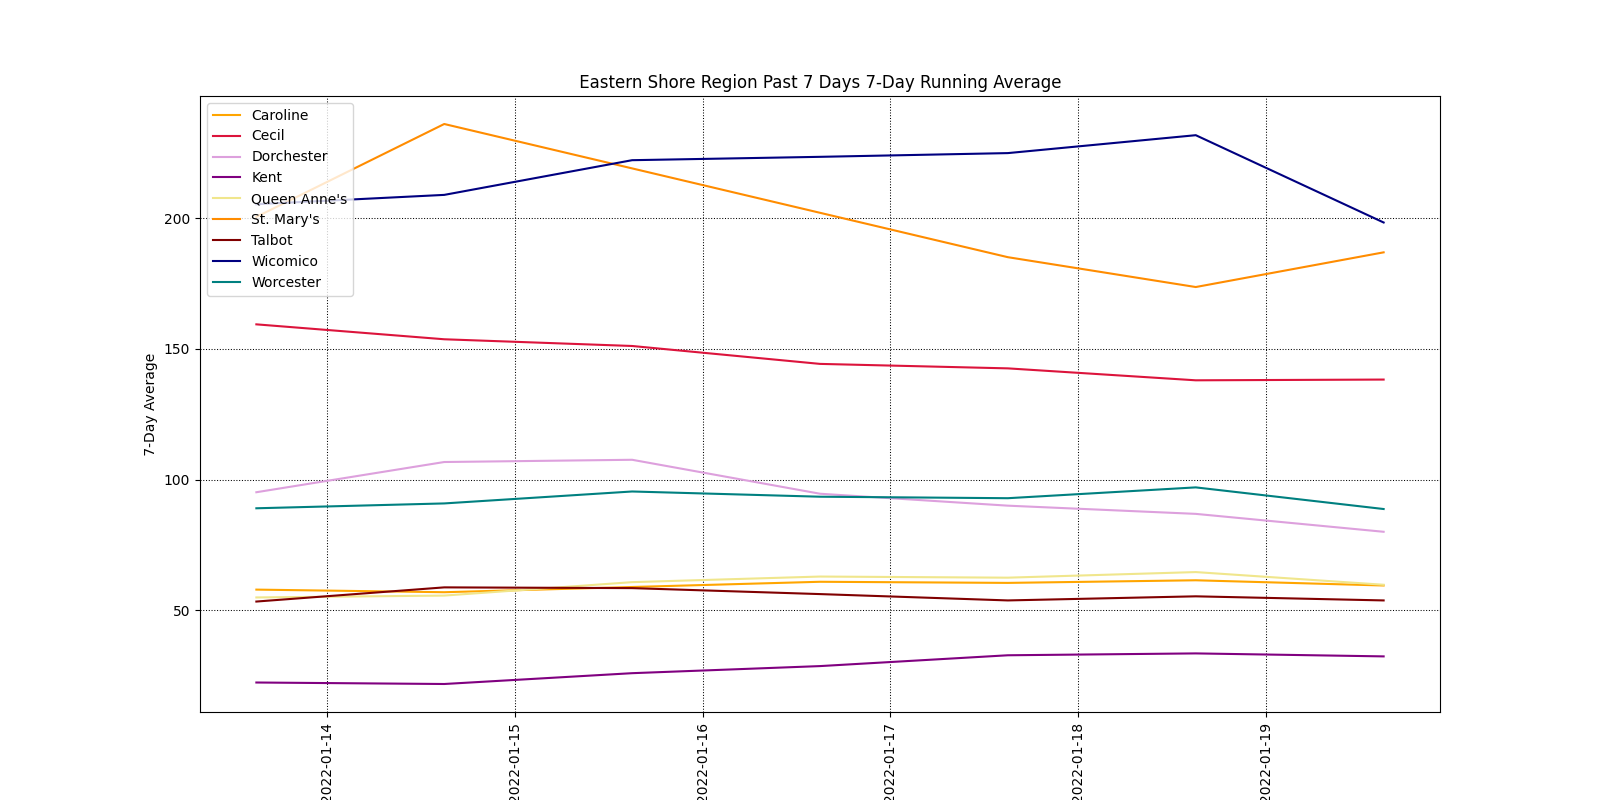 Eastern Shore Region Past 7 Days 7-Day Running Average
Caroline
Cecil
Dorchester
Kent
Queen Anne's
St. Mary's
Talbot
Wicomico
Worcester
7-Day Average
200
150
100
50
2022-01-14
2022-01-15
2022-01-16
2022-01-17
2022-01-18
2022-01-19